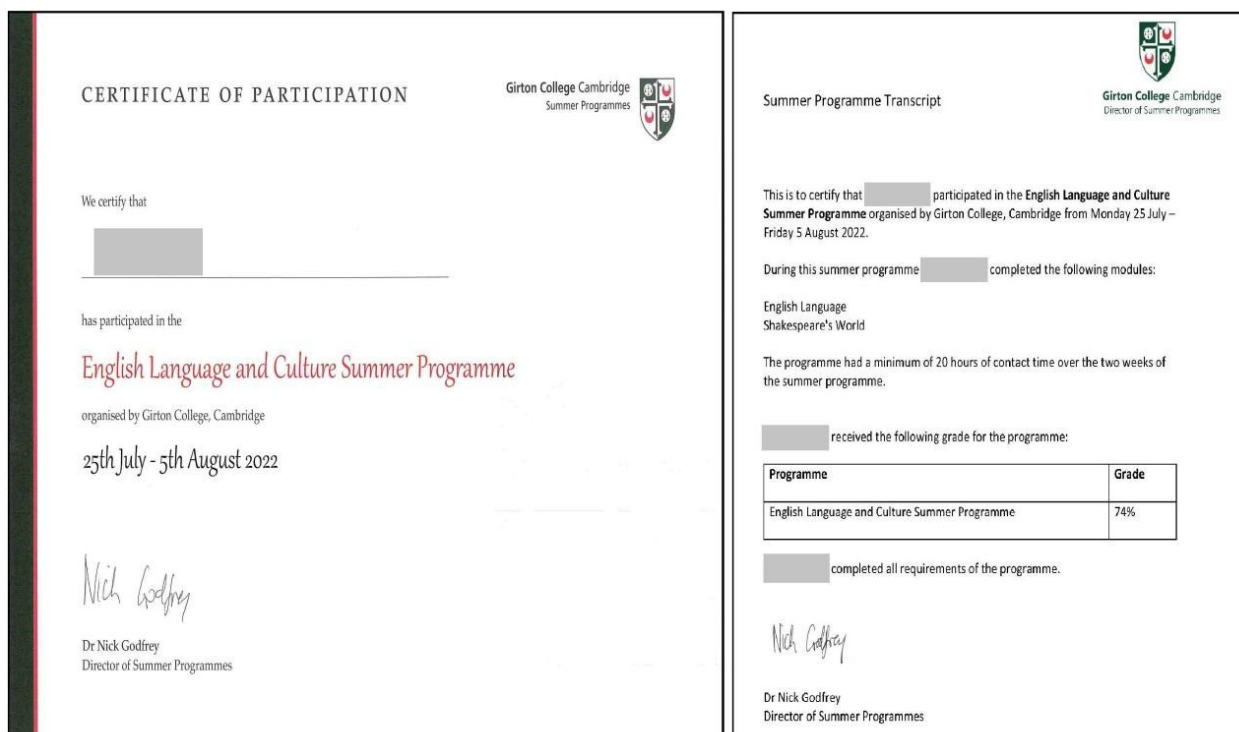 CERTIFICATE OF PARTICIPATION
Girton College Cambridge
Summer Programmes
We certify that
has participated in the
English Language and Culture Summer Programme
organised by Girton College, Cambridge
25th July - 5th August 2022
Nick Godfrey
Dr Nick Godfrey
Director of Summer Programmes
Girton College Cambridge
Director of Summer Programmes
Summer Programme Transcript
This is to certify that participated in the English Language and Culture
Summer Programme organised by Girton College, Cambridge from Monday 25 July –
Friday 5 August 2022.
During this summer programme completed the following modules:
English Language
Shakespeare's World
The programme had a minimum of 20 hours of contact time over the two weeks of
the summer programme.
received the following grade for the programme:
Programme Grade
English Language and Culture Summer Programme 74%
completed all requirements of the programme.
Nick Godfrey
Dr Nick Godfrey
Director of Summer Programmes